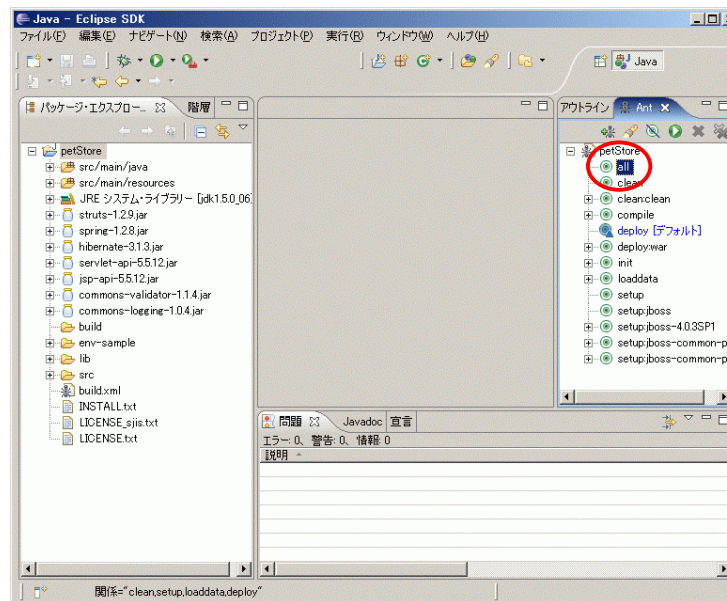 Java - Eclipse SDK
ファイル(F) 編集(E) ナビゲート(N) 検索(A) プロジェクト(P) 実行(R) ウィンドウ(W) ヘルプ(H)
Java
パッケージ・エクスプロー... 階層
petStore
src/main/java
src/main/resources
JRE システム・ライブラリー [jdk1.5.0_06]
struts-1.2.9.jar
spring-1.2.8.jar
hibernate-3.1.3.jar
servlet-api-5.5.12.jar
jsp-api-5.5.12.jar
commons-validator-1.1.4.jar
commons-logging-1.0.4.jar
build
env-sample
lib
src
build.xml
INSTALL.txt
LICENSE_sjis.txt
LICENSE.txt
アウトライン Ant
petStore
all
clean
clean:clean
compile
deploy [デフォルト]
deploy:war
init
loaddata
setup
setup:jboss
setup:jboss-4.0.3SP1
setup:jboss-common-p
setup:jboss-common-p
問題 Javadoc 宣言
エラー: 0、警告: 0、情報: 0
説明
関係="clean,setup,loaddata,deploy"